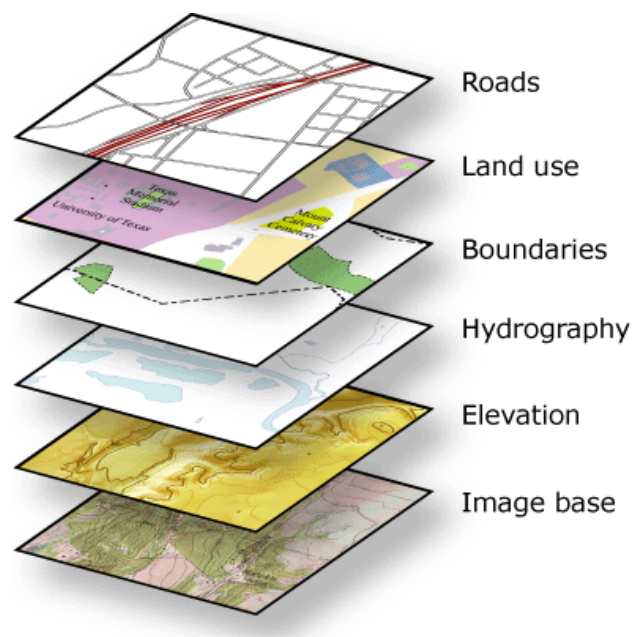 Roads
Land use
Texas
Memorial
Stadium
University of Texas
Mount
Calvary
Cemetery
Boundaries
Hydrography
Elevation
Image base